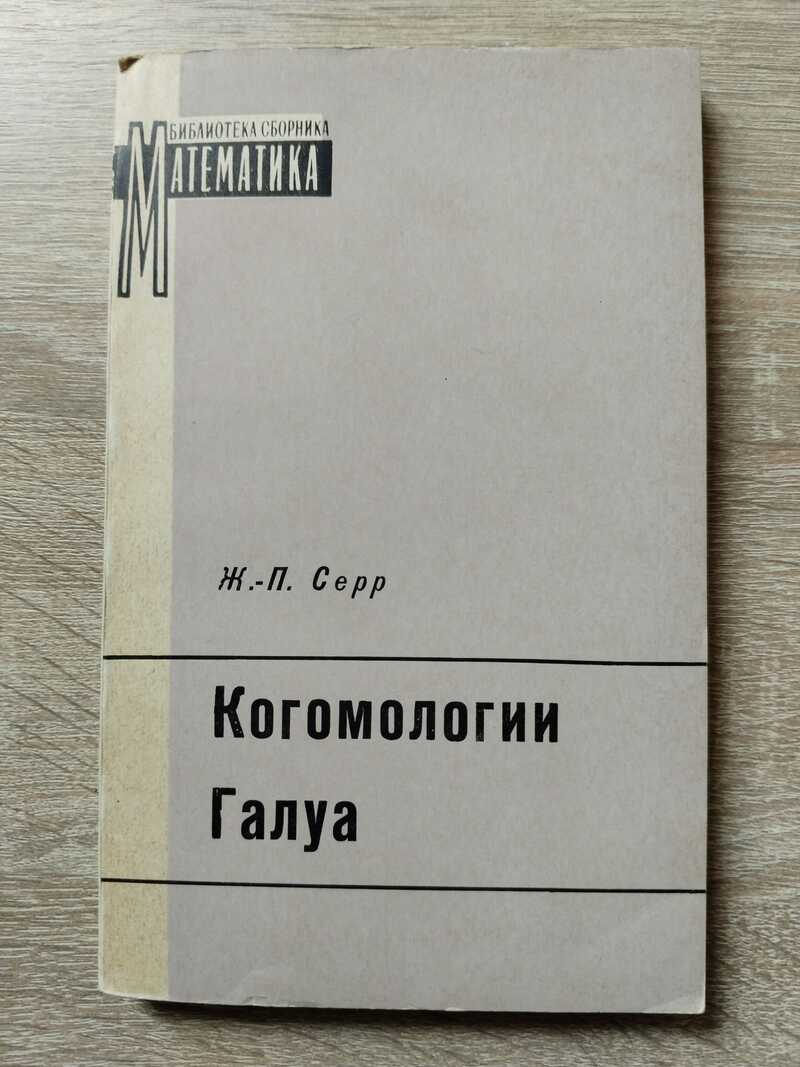 БИБЛИОТЕКА СБОРНИКА
МАТЕМАТИКА
Ж.-П. Серр
Когомологии
Галуа